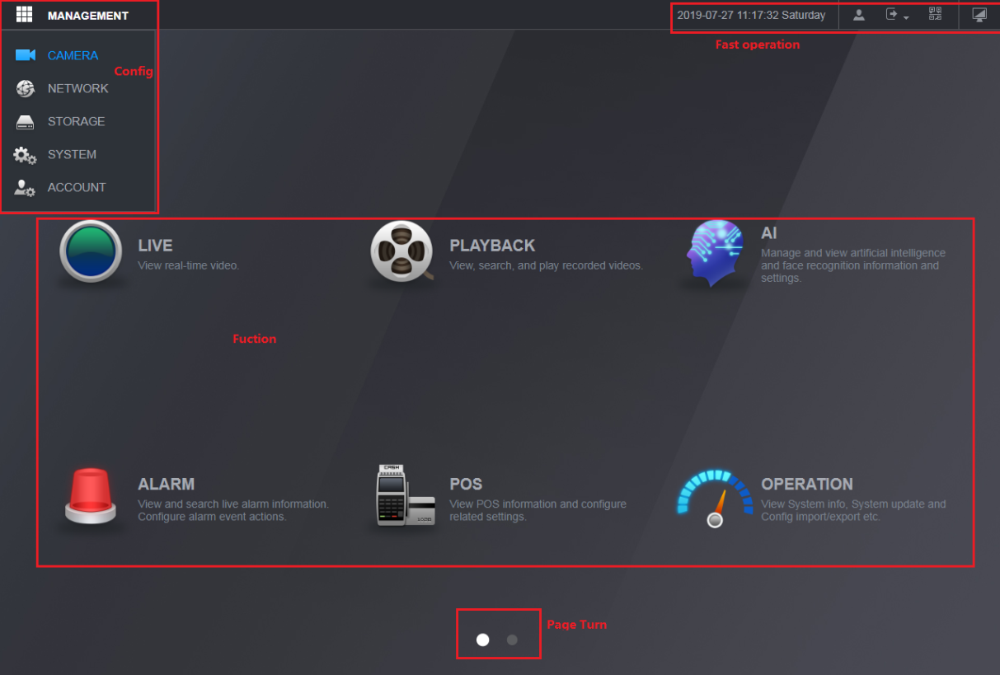 MANAGEMENT
2019-07-27 11:17:32 Saturday
Fast operation
CAMERA
Config
NETWORK
STORAGE
SYSTEM
ACCOUNT
LIVE
View real-time video.
PLAYBACK
View, search, and play recorded videos.
AI
Manage and view artificial intelligence
and face recognition information and
settings.
Fuction
ALARM
View and search live alarm information.
Configure alarm event actions.
CASH
POS
View POS information and configure
related settings.
OPERATION
View System info, System update and
Config import/export etc.
Page Turn